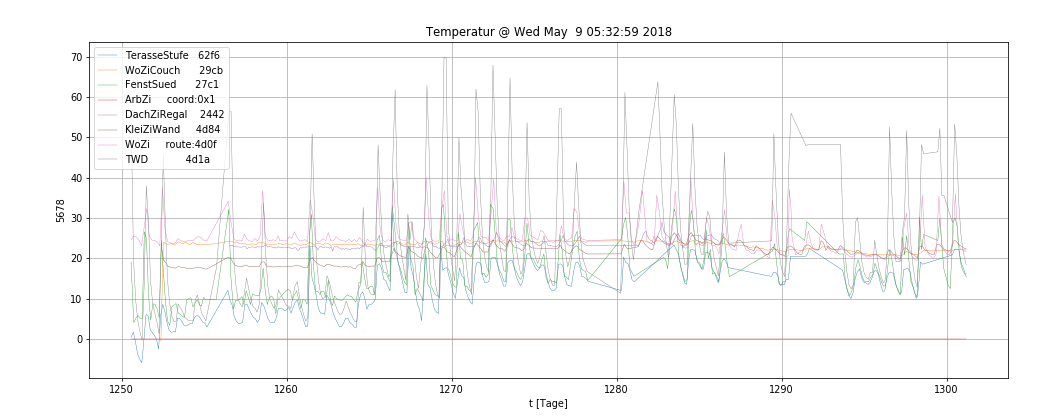 Temperatur @ Wed May  9 05:32:59 2018
70
60
50
40
30
20
10
0
5678
TerasseStufe 62f6
WoZiCouch 29cb
FenstSued 27c1
ArbZi coord:0x1
DachZiRegal 2442
KleiZiWand 4d84
WoZi route:4d0f
TWD 4d1a
1250 1260 1270 1280 1290 1300
t [Tage]